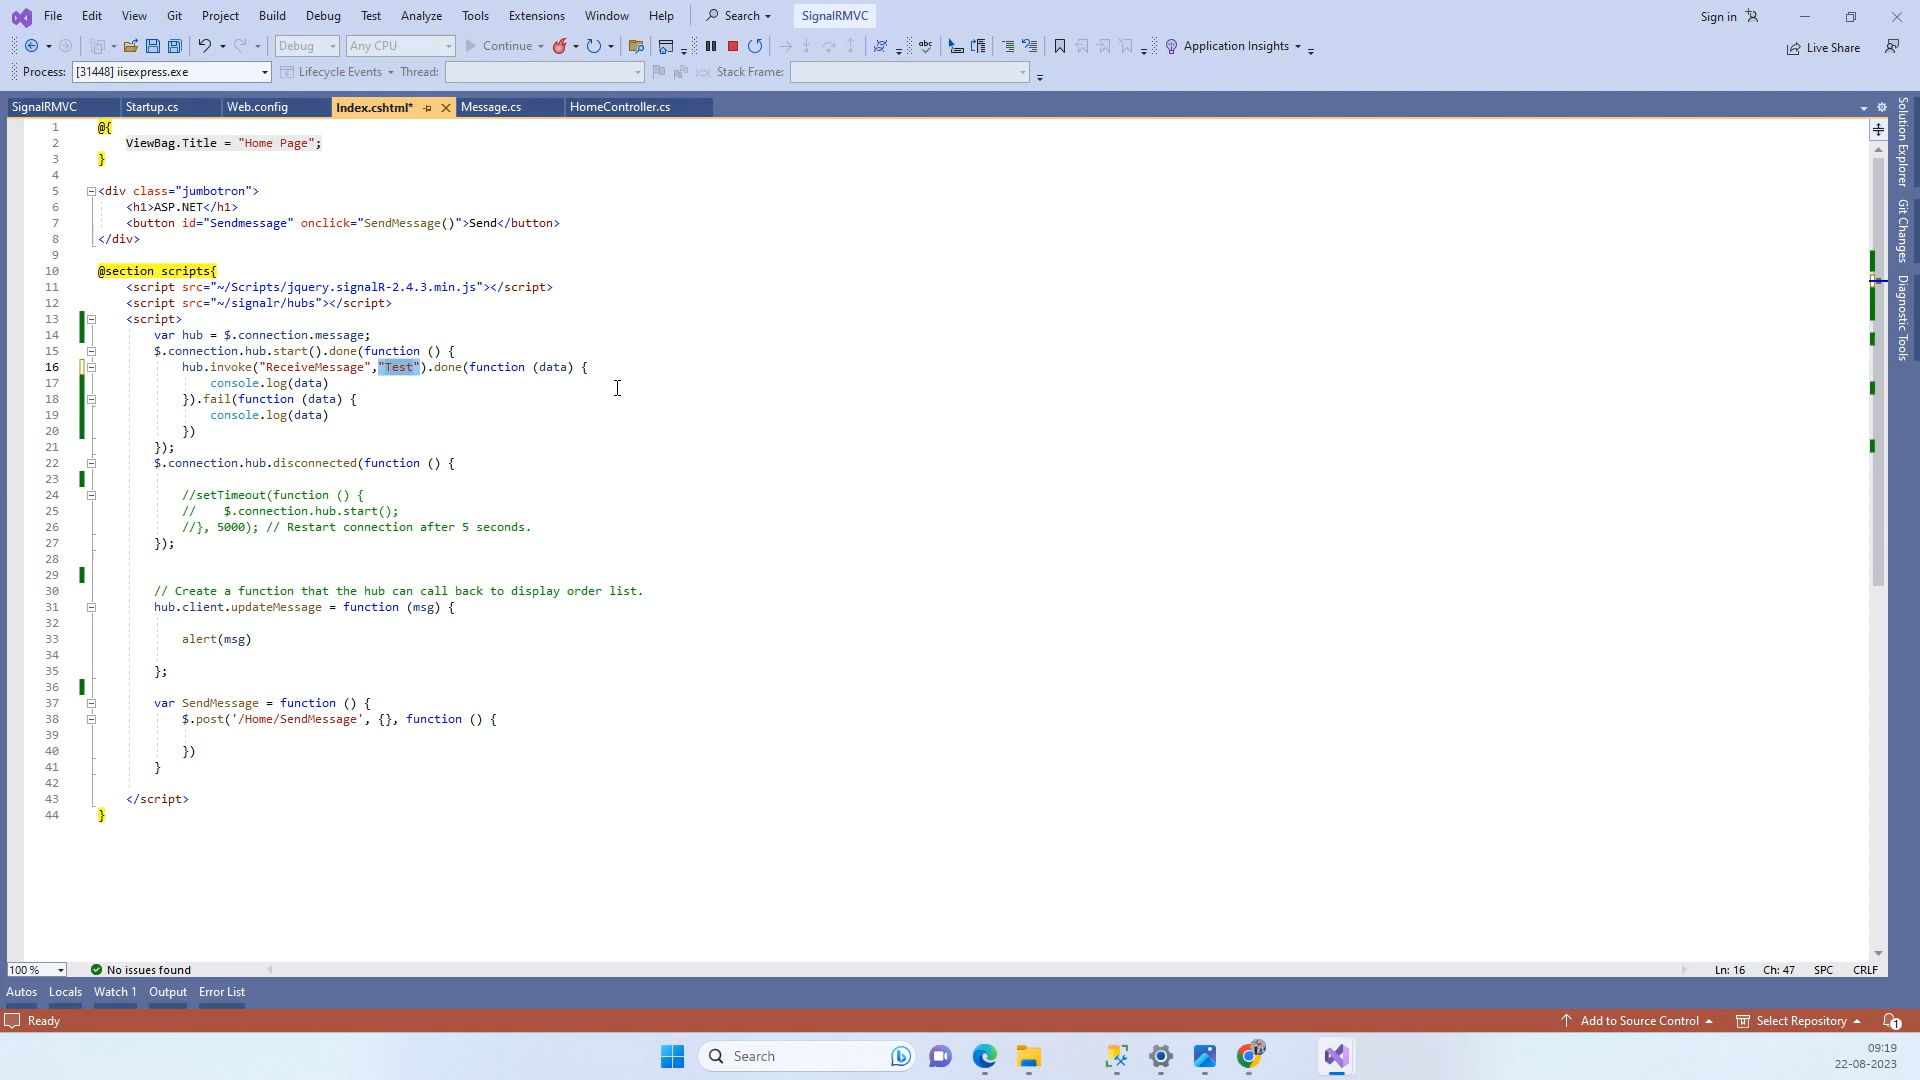 File Edit View Git Project Build Debug Test Analyze Tools Extensions Window Help Search SignalRMVC Sign in
Debug Any CPU Continue Application Insights Live Share
Process: [31448] iisexpress.exe Lifecycle Events Thread: Stack Frame:
SignalRMVC Startup.cs Web.config Index.cshtml* Message.cs HomeController.cs
1 @{
2 ViewBag.Title = "Home Page";
3 }
4
5 <div class="jumbotron">
6 <h1>ASP.NET</h1>
7 <button id="Sendmessage" onclick="SendMessage()">Send</button>
8 </div>
9
10 @section scripts{
11 <script src="~/Scripts/jquery.signalR-2.4.3.min.js"></script>
12 <script src="~/signalr/hubs"></script>
13 <script>
14 var hub = $.connection.message;
15 $.connection.hub.start().done(function () {
16 hub.invoke("ReceiveMessage","Test").done(function (data) {
17 console.log(data)
18 }).fail(function (data) {
19 console.log(data)
20 })
21 });
22 $.connection.hub.disconnected(function () {
23
24 //setTimeout(function () {
25 // $.connection.hub.start();
26 //}, 5000); // Restart connection after 5 seconds.
27 });
28
29
30 // Create a function that the hub can call back to display order list.
31 hub.client.updateMessage = function (msg) {
32
33 alert(msg)
34
35 };
36
37 var SendMessage = function () {
38 $.post('/Home/SendMessage', {}, function () {
39
40 })
41 }
42
43 </script>
44 }
Solution Explorer
Git Changes
Diagnostic Tools
100 % No issues found Ln: 16 Ch: 47 SPC CRLF
Autos Locals Watch 1 Output Error List
Ready Add to Source Control Select Repository 1
Search
09:19
22-08-2023